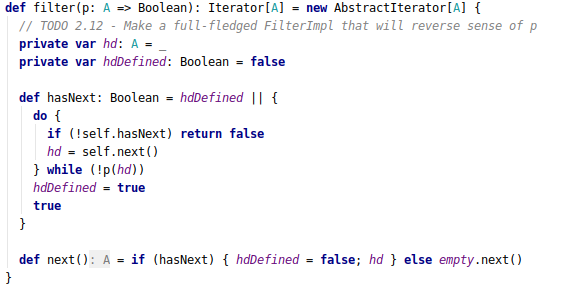 def filter(p: A => Boolean): Iterator[A] = new AbstractIterator[A] {
  // TODO 2.12 - Make a full-fledged FilterImpl that will reverse sense of p
  private var hd: A = _
  private var hdDefined: Boolean = false

  def hasNext: Boolean = hdDefined || {
    do {
      if (!self.hasNext) return false
      hd = self.next()
    } while (!p(hd))
    hdDefined = true
    true
  }

  def next(): A = if (hasNext) { hdDefined = false; hd } else empty.next()
}